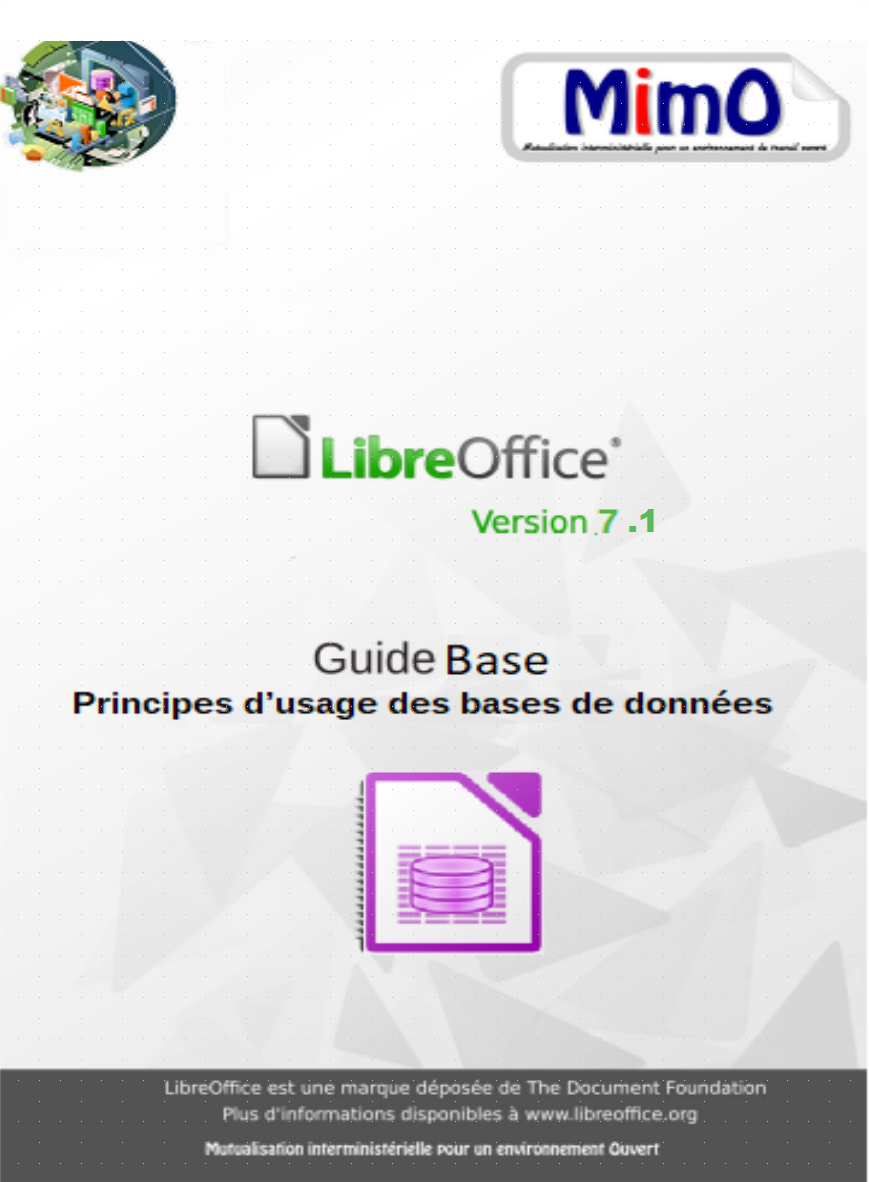 MimO
Mutualisation interministérielle pour un environnement de travail ouvert
LibreOffice
Version 7.1
Guide Base
Principes d'usage des bases de données
LibreOffice est une marque déposée de The Document Foundation
Plus d'informations disponibles à www.libreoffice.org
Mutualisation interministérielle pour un environnement Ouvert